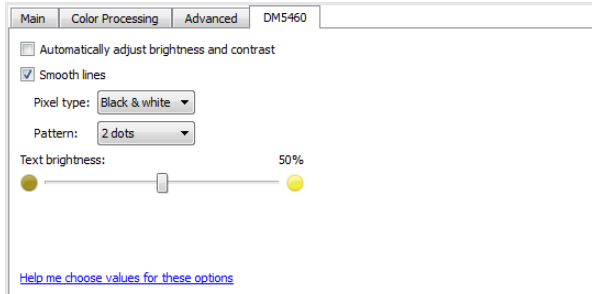 Main Color Processing Advanced DM5460
Automatically adjust brightness and contrast
Smooth lines
Pixel type: Black & white
Pattern: 2 dots
Text brightness: 50%
Help me choose values for these options